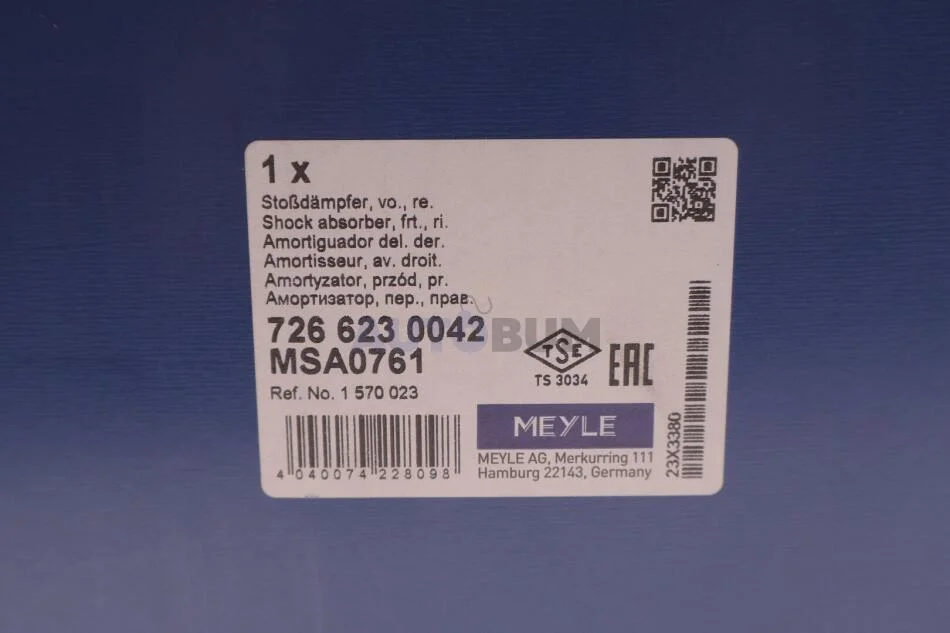 1 x
Stoßdämpfer, vo., re.
Shock absorber, frt., ri.
Amortiguador del. der.
Amortisseur, av. droit.
Amortyzator, przód, pr.
Амортизатор, пер., прав.
726 623 0042
MSA0761
AUTOBUM
Ref. No. 1 570 023
TSE
TS 3034
EAC
4 040074 228098
MEYLE
MEYLE AG, Merkurring 111
Hamburg 22143, Germany
23X3380